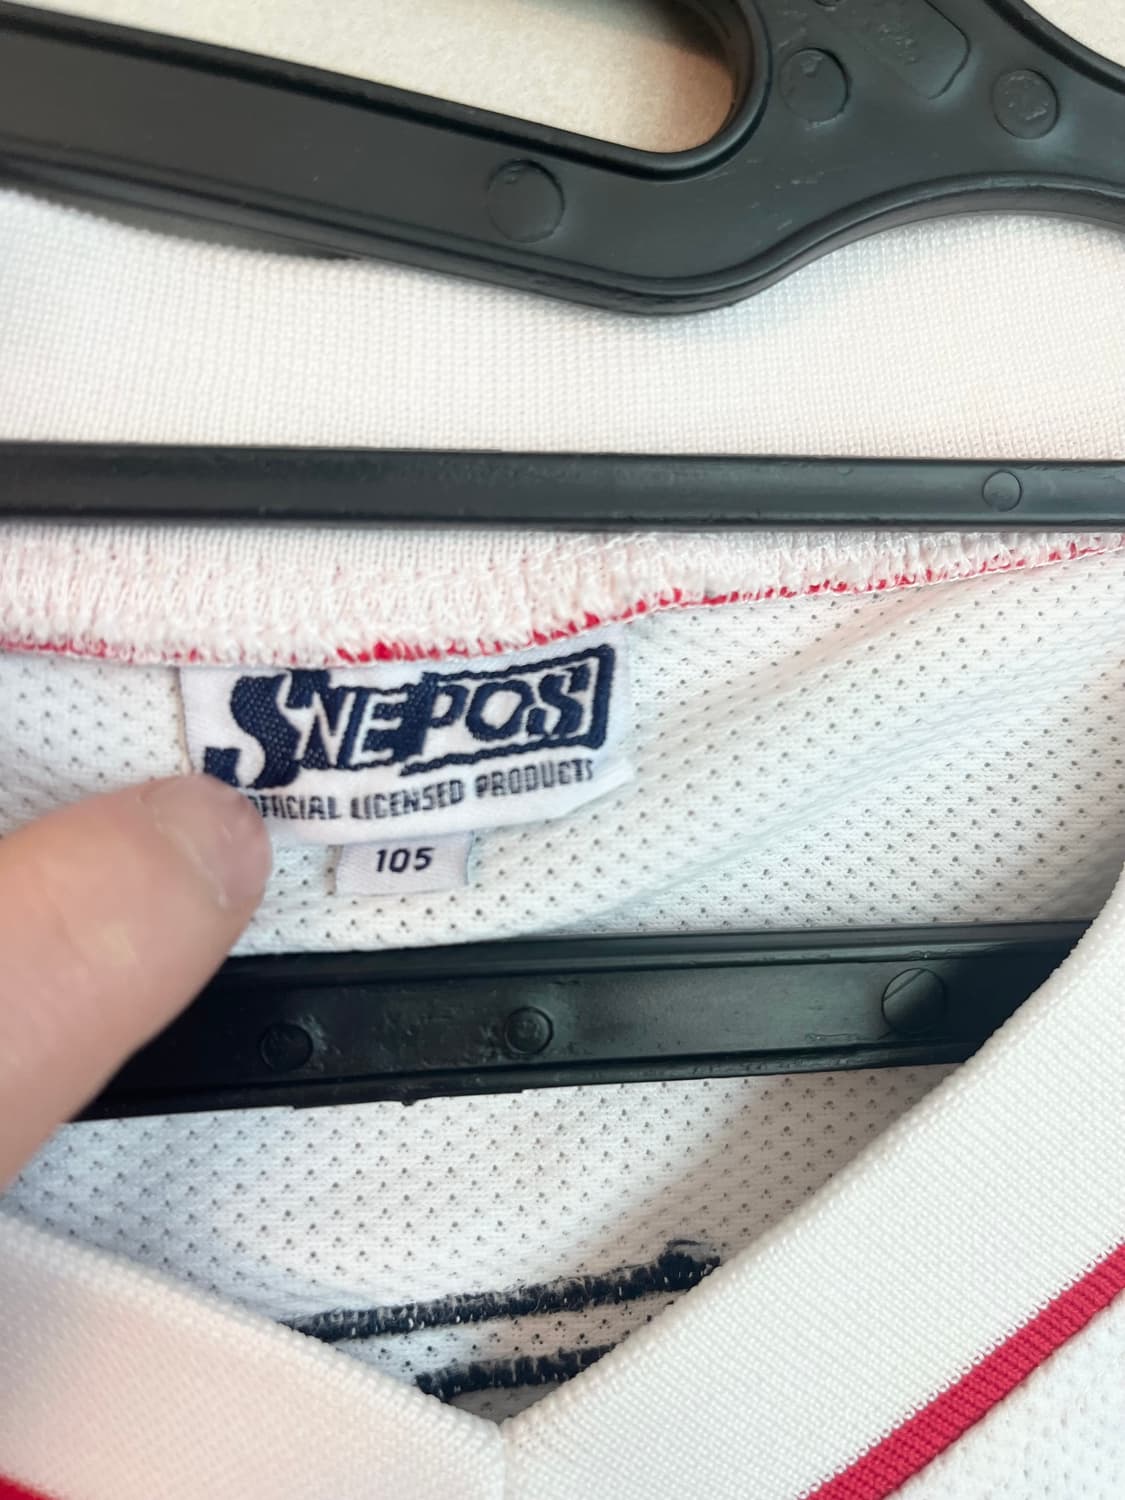 SNEPOS
OFFICIAL LICENSED PRODUCTS
105